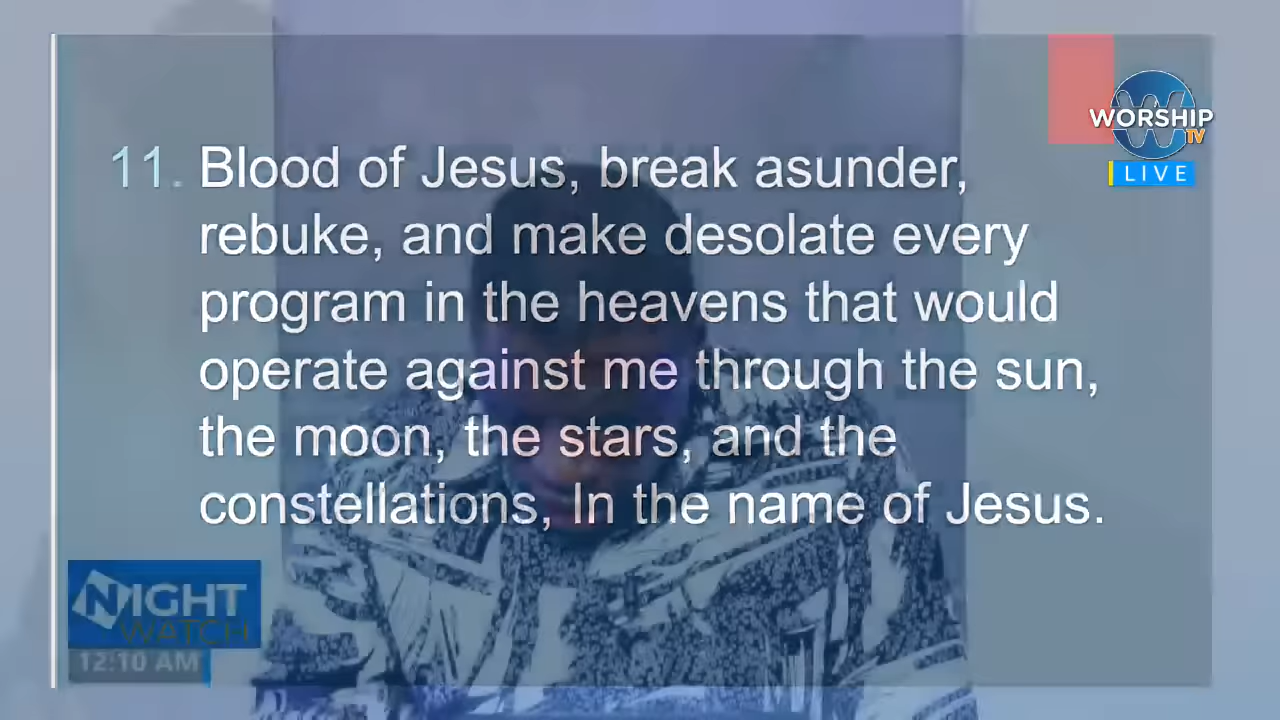 WORSHIP
TV
LIVE
11. Blood of Jesus, break asunder,
rebuke, and make desolate every
program in the heavens that would
operate against me through the sun,
the moon, the stars, and the
constellations, In the name of Jesus.
NIGHT
WATCH
12:10 AM